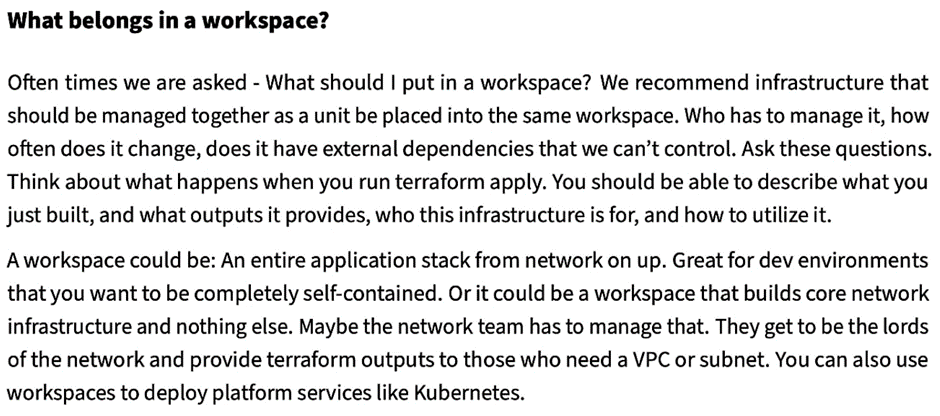 What belongs in a workspace?
Often times we are asked - What should I put in a workspace? We recommend infrastructure that
should be managed together as a unit be placed into the same workspace. Who has to manage it, how
often does it change, does it have external dependencies that we can't control. Ask these questions.
Think about what happens when you run terraform apply. You should be able to describe what you
just built, and what outputs it provides, who this infrastructure is for, and how to utilize it.
A workspace could be: An entire application stack from network on up. Great for dev environments
that you want to be completely self-contained. Or it could be a workspace that builds core network
infrastructure and nothing else. Maybe the network team has to manage that. They get to be the lords
of the network and provide terraform outputs to those who need a VPC or subnet. You can also use
workspaces to deploy platform services like Kubernetes.